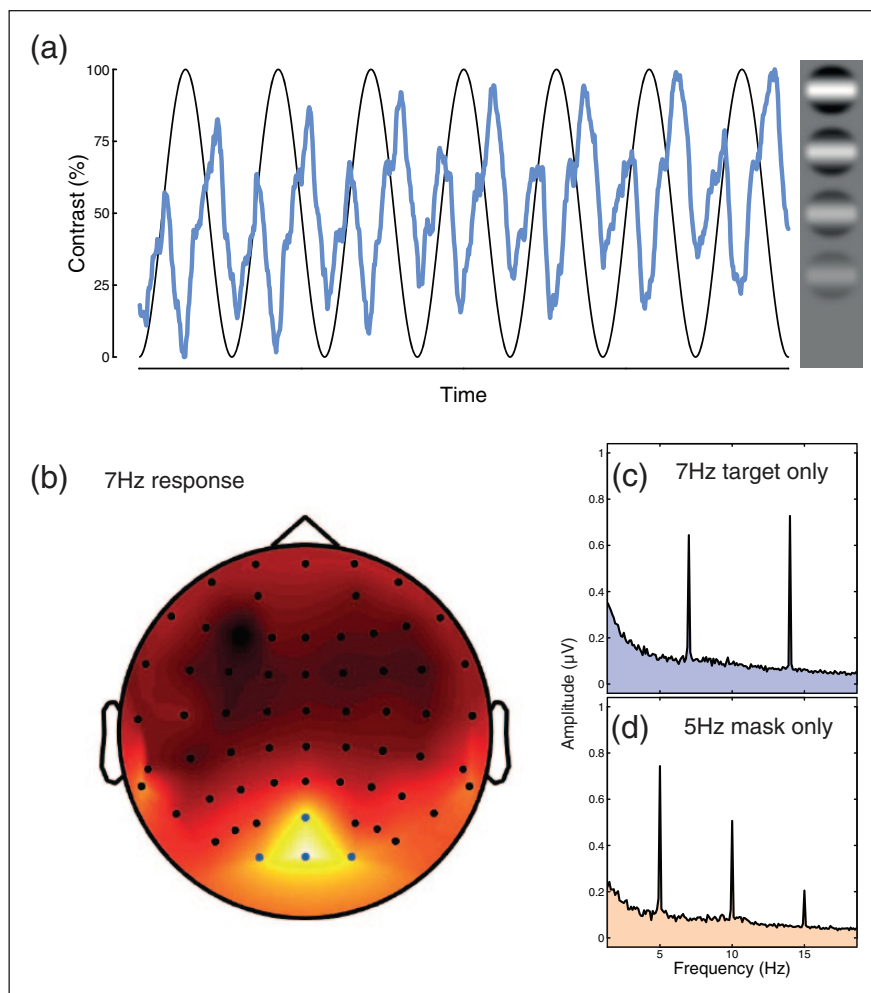 (a)
100
75
50
25
0
Contrast (%)
Time
(b) 7Hz response
(c) 7Hz target only
1
0.8
0.6
0.4
0.2
0
Amplitude (µV)
(d) 5Hz mask only
1
0.8
0.6
0.4
0.2
0
5 10 15
Frequency (Hz)